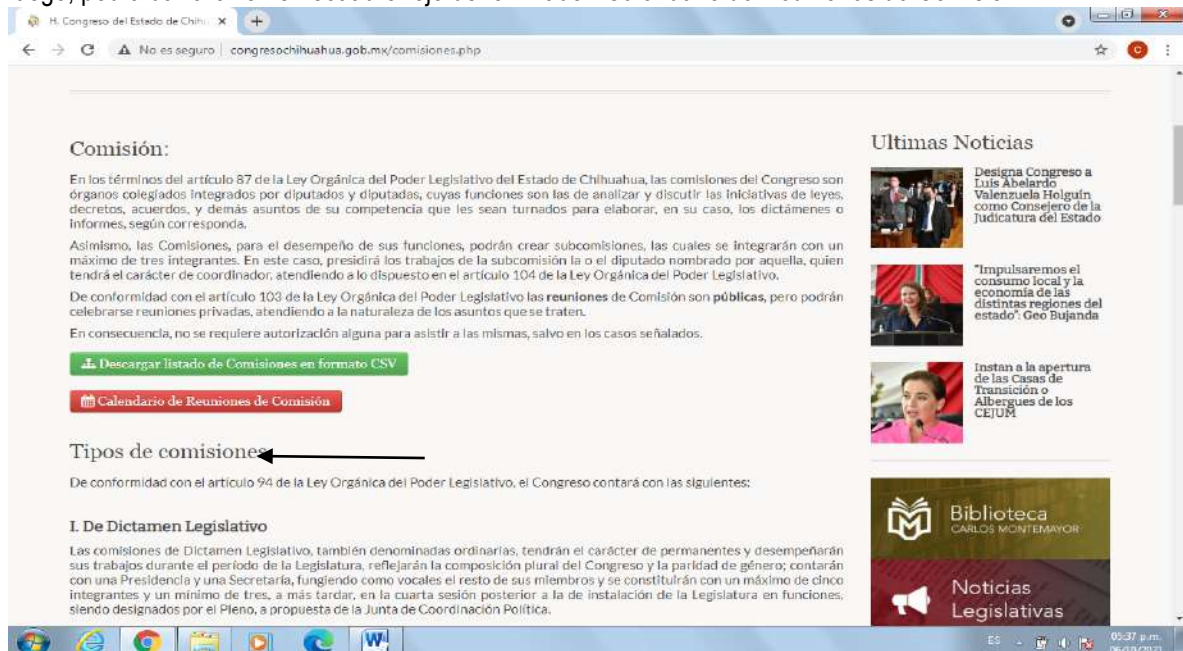 H. Congreso del Estado de Chihu
No es seguro | congresochihuahua.gob.mx/comisiones.php
C
Comisión:
En los términos del artículo 87 de la Ley Orgánica del Poder Legislativo del Estado de Chihuahua, las comisiones del Congreso son
órganos colegiados integrados por diputados y diputadas, cuyas funciones son las de analizar y discutir las iniciativas de leyes,
decretos, acuerdos, y demás asuntos de su competencia que les sean turnados para elaborar, en su caso, los dictámenes o
informes, según corresponda.
Asimismo, las Comisiones, para el desempeño de sus funciones, podrán crear subcomisiones, las cuales se integrarán con un
máximo de tres integrantes. En este caso, presidirá los trabajos de la subcomisión la o el diputado nombrado por aquella, quien
tendrá el carácter de coordinador, atendiendo a lo dispuesto en el artículo 104 de la Ley Orgánica del Poder Legislativo.
De conformidad con el artículo 103 de la Ley Orgánica del Poder Legislativo las reuniones de Comisión son públicas, pero podrán
celebrarse reuniones privadas, atendiendo a la naturaleza de los asuntos que se traten.
En consecuencia, no se requiere autorización alguna para asistir a las mismas, salvo en los casos señalados.
Descargar listado de Comisiones en formato CSV
Calendario de Reuniones de Comisión
Tipos de comisiones
De conformidad con el artículo 94 de la Ley Orgánica del Poder Legislativo, el Congreso contará con las siguientes:
I. De Dictamen Legislativo
Las comisiones de Dictamen Legislativo, también denominadas ordinarias, tendrán el carácter de permanentes y desempeñarán
sus trabajos durante el período de la Legislatura, reflejarán la composición plural del Congreso y la paridad de género; contarán
con una Presidencia y una Secretaría, fungiendo como vocales el resto de sus miembros y se constituirán con un máximo de cinco
integrantes y un mínimo de tres, a más tardar, en la cuarta sesión posterior a la de instalación de la Legislatura en funciones,
siendo designados por el Pleno, a propuesta de la Junta de Coordinación Política.
Ultimas Noticias
Designa Congreso a
Luis Abelardo
Valenzuela Holguín
como Consejero de la
Judicatura del Estado
"Impulsaremos el
consumo local y la
economía de las
distintas regiones del
estado": Geo Bujanda
Instan a la apertura
de las Casas de
Transición o
Albergues de los
CEJUM
Biblioteca
CARLOS MONTEMAYOR
Noticias
Legislativas
ES
05:37 p.m.